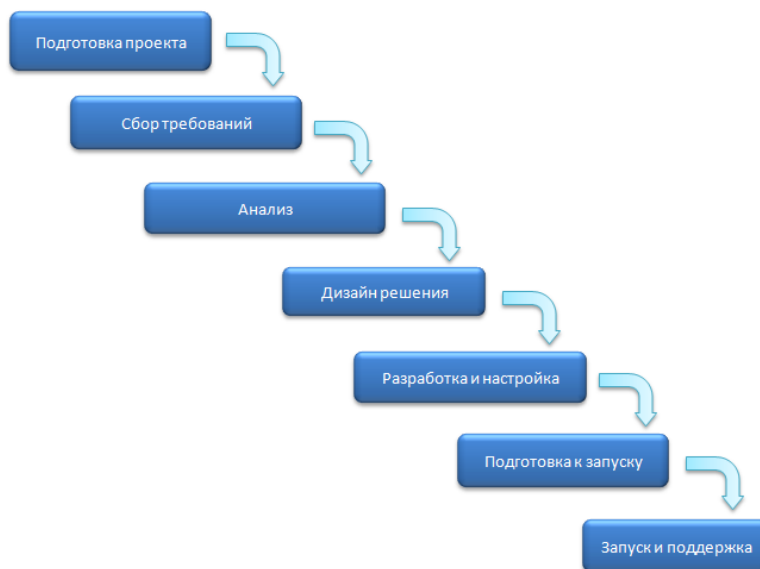 Подготовка проекта
Сбор требований
Анализ
Дизайн решения
Разработка и настройка
Подготовка к запуску
Запуск и поддержка